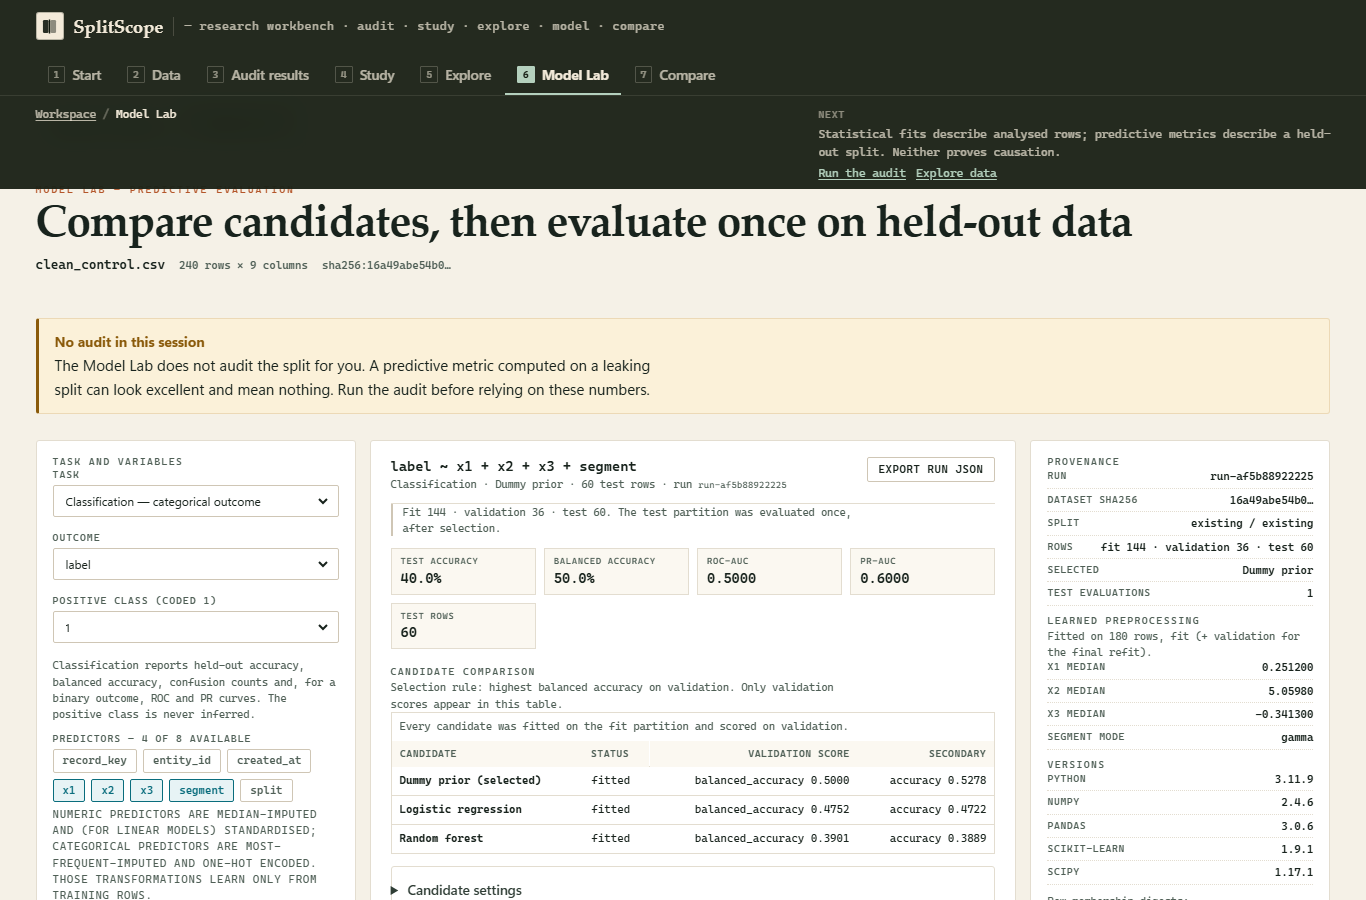 SplitScope
— research workbench · audit · study · explore · model · compare
1 Start
2 Data
3 Audit results
4 Study
5 Explore
6 Model Lab
7 Compare
Workspace / Model Lab
NEXT
Statistical fits describe analysed rows; predictive metrics describe a held-
out split. Neither proves causation.
Run the audit Explore data
MODEL LAB — PREDICTIVE EVALUATION
Compare candidates, then evaluate once on held-out data
clean_control.csv 240 rows × 9 columns sha256:16a49abe54b0…
No audit in this session
The Model Lab does not audit the split for you. A predictive metric computed on a leaking
split can look excellent and mean nothing. Run the audit before relying on these numbers.
TASK AND VARIABLES
TASK
Classification — categorical outcome
OUTCOME
label
POSITIVE CLASS (CODED 1)
1
Classification reports held-out accuracy,
balanced accuracy, confusion counts and, for a
binary outcome, ROC and PR curves. The
positive class is never inferred.
PREDICTORS — 4 OF 8 AVAILABLE
record_key entity_id created_at
x1 x2 x3 segment split
NUMERIC PREDICTORS ARE MEDIAN-IMPUTED
AND (FOR LINEAR MODELS) STANDARDISED;
CATEGORICAL PREDICTORS ARE MOST-
FREQUENT-IMPUTED AND ONE-HOT ENCODED.
THOSE TRANSFORMATIONS LEARN ONLY FROM
TRAINING ROWS.
label ~ x1 + x2 + x3 + segment
Classification · Dummy prior · 60 test rows · run run-af5b88922225
EXPORT RUN JSON
Fit 144 · validation 36 · test 60. The test partition was evaluated once,
after selection.
TEST ACCURACY
40.0%
BALANCED ACCURACY
50.0%
ROC-AUC
0.5000
PR-AUC
0.6000
TEST ROWS
60
CANDIDATE COMPARISON
Selection rule: highest balanced accuracy on validation. Only validation
scores appear in this table.
Every candidate was fitted on the fit partition and scored on validation.
CANDIDATE STATUS VALIDATION SCORE SECONDARY
Dummy prior (selected) fitted balanced_accuracy 0.5000 accuracy 0.5278
Logistic regression fitted balanced_accuracy 0.4752 accuracy 0.4722
Random forest fitted balanced_accuracy 0.3901 accuracy 0.3889
Candidate settings
PROVENANCE
RUN run-af5b88922225
DATASET SHA256 16a49abe54b0…
SPLIT existing / existing
ROWS fit 144 · validation 36 · test 60
SELECTED Dummy prior
TEST EVALUATIONS 1
LEARNED PREPROCESSING
Fitted on 180 rows, fit (+ validation for
the final refit).
X1 MEDIAN 0.251200
X2 MEDIAN 5.05980
X3 MEDIAN −0.341300
SEGMENT MODE gamma
VERSIONS
PYTHON 3.11.9
NUMPY 2.4.6
PANDAS 3.0.6
SCIKIT-LEARN 1.9.1
SCIPY 1.17.1